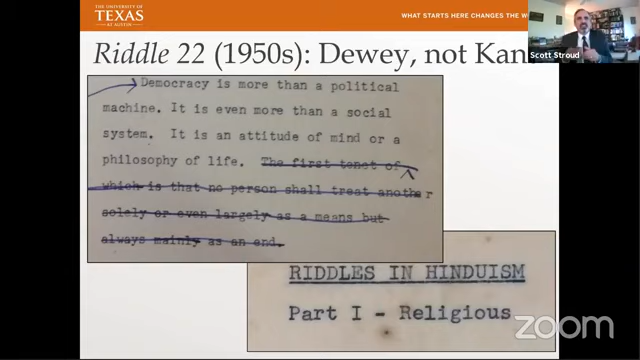 THE UNIVERSITY OF
TEXAS
AT AUSTIN
WHAT STARTS HERE CHANGES THE W
Scott Stroud
Riddle 22 (1950s): Dewey, not Kan
Democracy is more than a political
machine. It is even more than a social
system. It is an attitude of mind or a
philosophy of life. The first tenet of
which is that no person shall treat another
solely or even largely as a means but
always mainly as an end.
RIDDLES IN HINDUISM
Part I - Religious
zoom